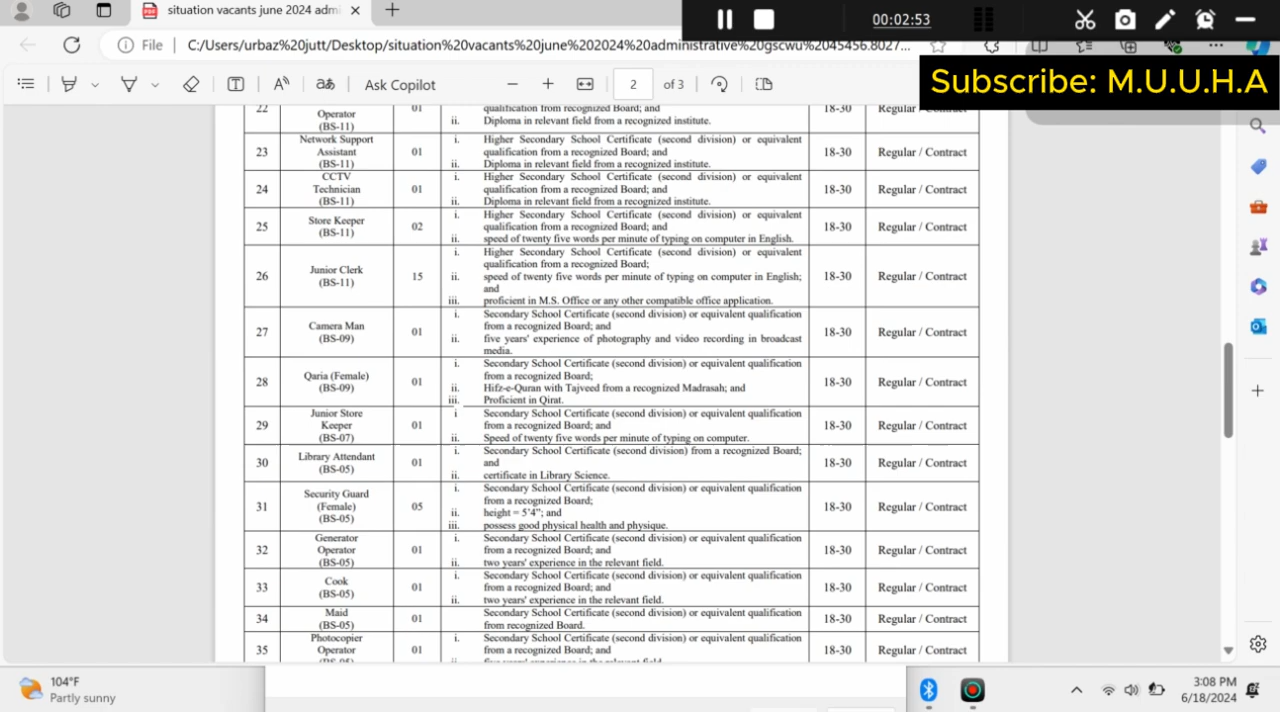 situation vacants june 2024 admi
00:02:53
File
C:/Users/urbaz%20jutt/Desktop/situation%20vacants%20june%202024%20administrative%20gscwu%2045456.8027...
Subscribe: M.U.U.H.A
Ask Copilot
2 of 3
22 Operator (BS-11) 01 qualification from recognized Board; and 18-30 Regular / Contract
ii. Diploma in relevant field from a recognized institute.
23 Network Support Assistant (BS-11) 01 i. Higher Secondary School Certificate (second division) or equivalent 18-30 Regular / Contract
qualification from a recognized Board; and
ii. Diploma in relevant field from a recognized institute.
24 CCTV Technician (BS-11) 01 i. Higher Secondary School Certificate (second division) or equivalent 18-30 Regular / Contract
qualification from a recognized Board; and
ii. Diploma in relevant field from a recognized institute.
25 Store Keeper (BS-11) 02 i. Higher Secondary School Certificate (second division) or equivalent 18-30 Regular / Contract
qualification from a recognized Board; and
ii. speed of twenty five words per minute of typing on computer in English.
26 Junior Clerk (BS-11) 15 i. Higher Secondary School Certificate (second division) or equivalent 18-30 Regular / Contract
qualification from a recognized Board;
ii. speed of twenty five words per minute of typing on computer in English;
and
iii. proficient in M.S. Office or any other compatible office application.
27 Camera Man (BS-09) 01 i. Secondary School Certificate (second division) or equivalent qualification 18-30 Regular / Contract
from a recognized Board; and
ii. five years' experience of photography and video recording in broadcast
media.
28 Qaria (Female) (BS-09) 01 i. Secondary School Certificate (second division) or equivalent qualification 18-30 Regular / Contract
from a recognized Board;
ii. Hifz-e-Quran with Tajveed from a recognized Madrasah; and
iii. Proficient in Qirat.
29 Junior Store Keeper (BS-07) 01 i Secondary School Certificate (second division) or equivalent qualification 18-30 Regular / Contract
from a recognized Board; and
ii. Speed of twenty five words per minute of typing on computer.
30 Library Attendant (BS-05) 01 i. Secondary School Certificate (second division) from a recognized Board; 18-30 Regular / Contract
and
ii. certificate in Library Science.
31 Security Guard (Female) (BS-05) 05 i. Secondary School Certificate (second division) or equivalent qualification 18-30 Regular / Contract
from a recognized Board;
ii. height = 5'4"; and
iii. possess good physical health and physique.
32 Generator Operator (BS-05) 01 i. Secondary School Certificate (second division) or equivalent qualification 18-30 Regular / Contract
from a recognized Board; and
ii. two years' experience in the relevant field.
33 Cook (BS-05) 01 i. Secondary School Certificate (second division) or equivalent qualification 18-30 Regular / Contract
from a recognized Board; and
ii. two years' experience in the relevant field.
34 Maid (BS-05) 01 Secondary School Certificate (second division) or equivalent qualification 18-30 Regular / Contract
from recognized Board.
35 Photocopier Operator 01 i. Secondary School Certificate (second division) or equivalent qualification 18-30 Regular / Contract
from a recognized Board; and
104°F
Partly sunny
3:08 PM
6/18/2024